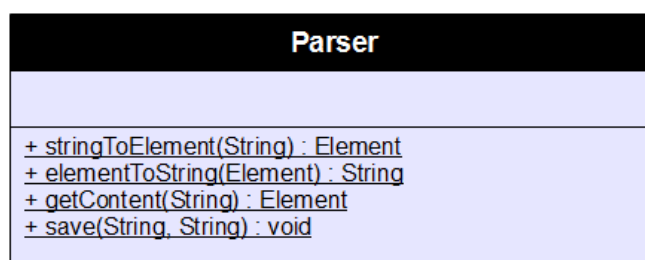 Parser
+ stringToElement(String) : Element
+ elementToString(Element) : String
+ getContent(String) : Element
+ save(String, String) : void